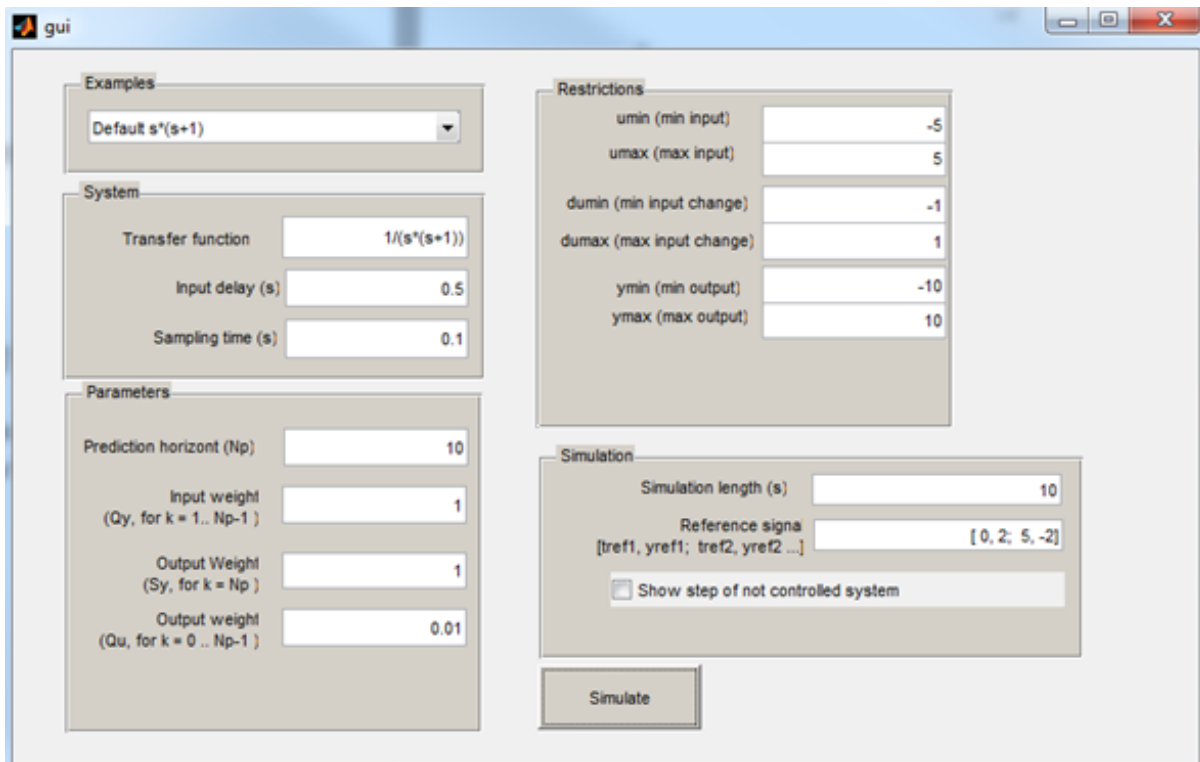 gui
Examples
Default s*(s+1)
System
Transfer function 1/(s*(s+1))
Input delay (s) 0.5
Sampling time (s) 0.1
Parameters
Prediction horizont (Np) 10
Input weight
(Qy, for k = 1.. Np-1 ) 1
Output Weight
(Sy, for k = Np ) 1
Output weight
(Qu, for k = 0 .. Np-1 ) 0.01
Restrictions
umin (min input) -5
umax (max input) 5
dumin (min input change) -1
dumax (max input change) 1
ymin (min output) -10
ymax (max output) 10
Simulation
Simulation length (s) 10
Reference signa
[tref1, yref1; tref2, yref2 ...] [ 0, 2; 5, -2]
Show step of not controlled system
Simulate